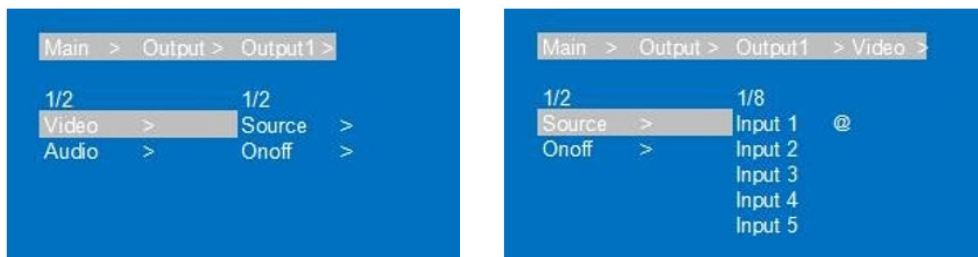 Main > Output > Output1 >
1/2 1/2
Video > Source >
Audio > Onoff >
Main > Output > Output1 > Video >
1/2 1/8
Source > Input 1 @
Onoff > Input 2
Input 3
Input 4
Input 5